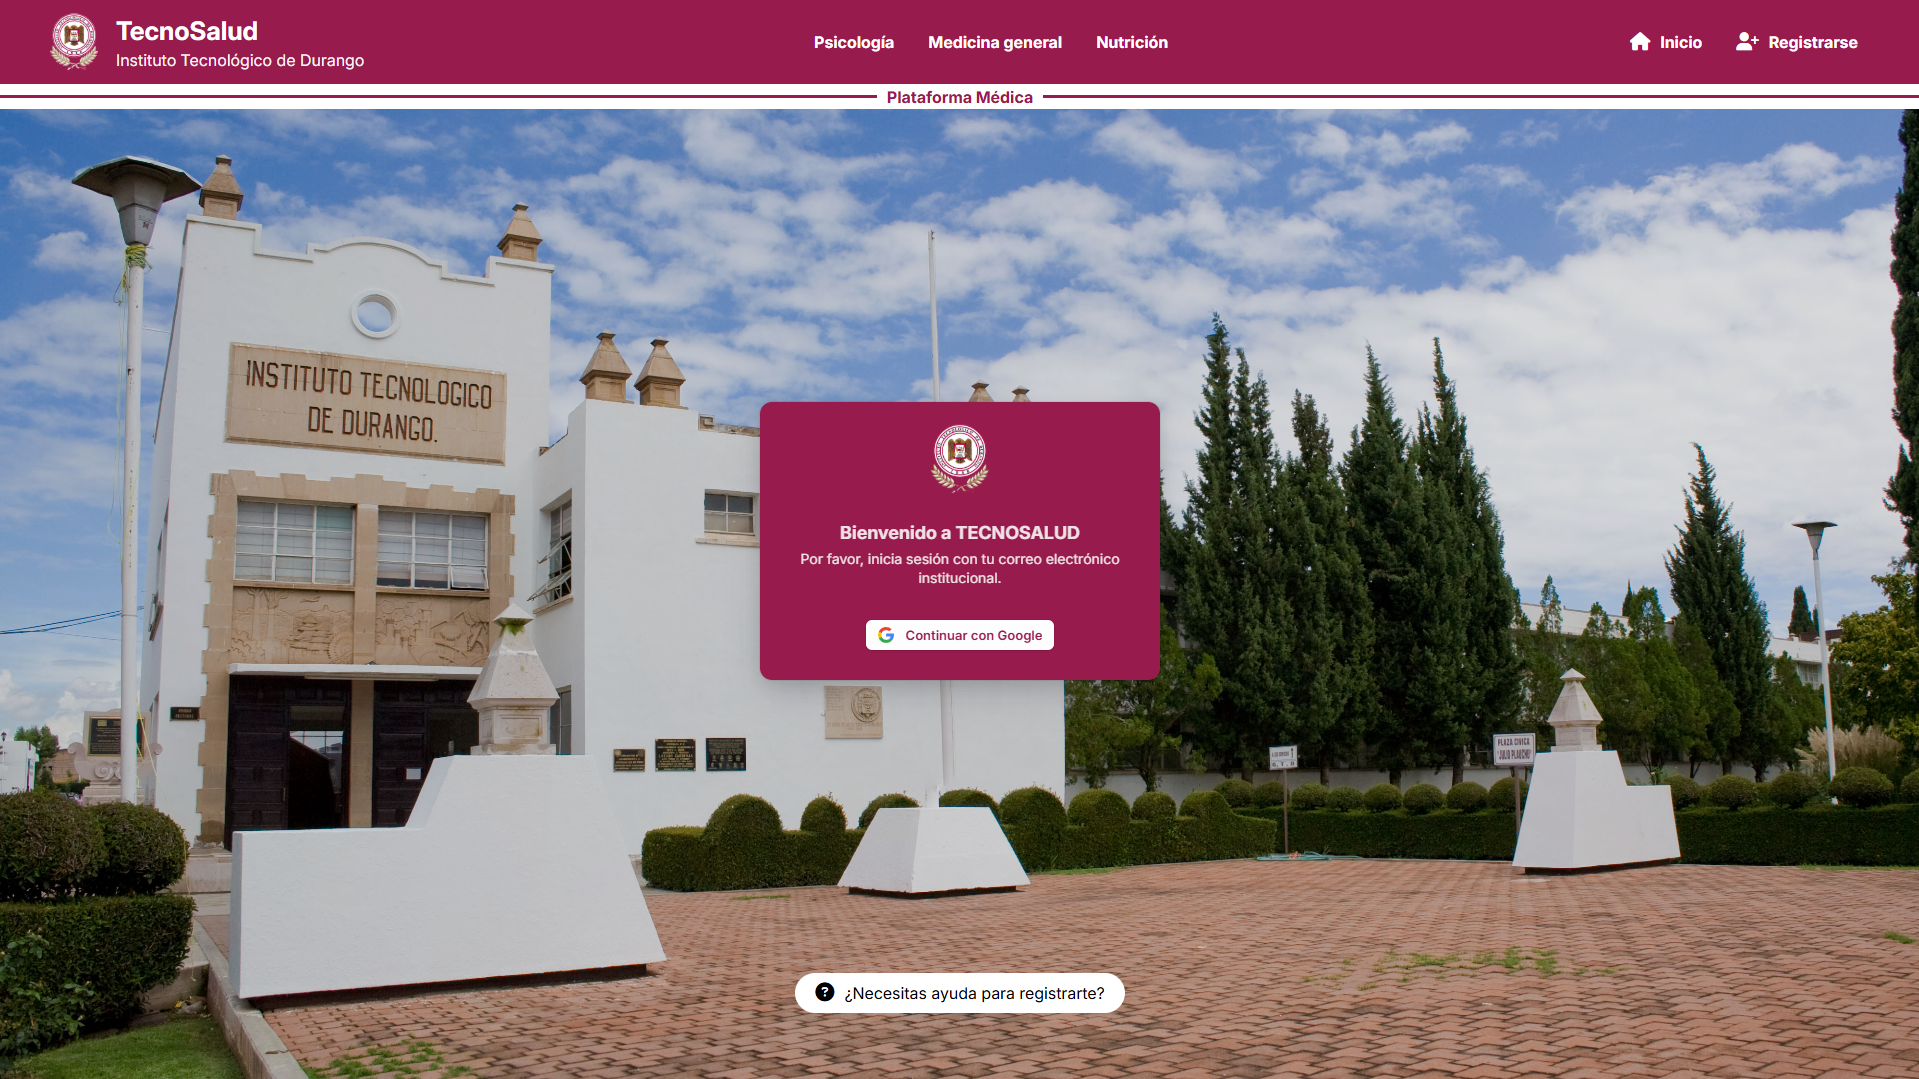 TecnoSalud
Instituto Tecnológico de Durango
Psicología
Medicina general
Nutrición
Inicio
Registrarse
Plataforma Médica
INSTITUTO TECNOLOGICO
DE DURANGO.
Bienvenido a TECNOSALUD
Por favor, inicia sesión con tu correo electrónico
institucional.
Continuar con Google
PLAZA CIVICA
¿Necesitas ayuda para registrarte?